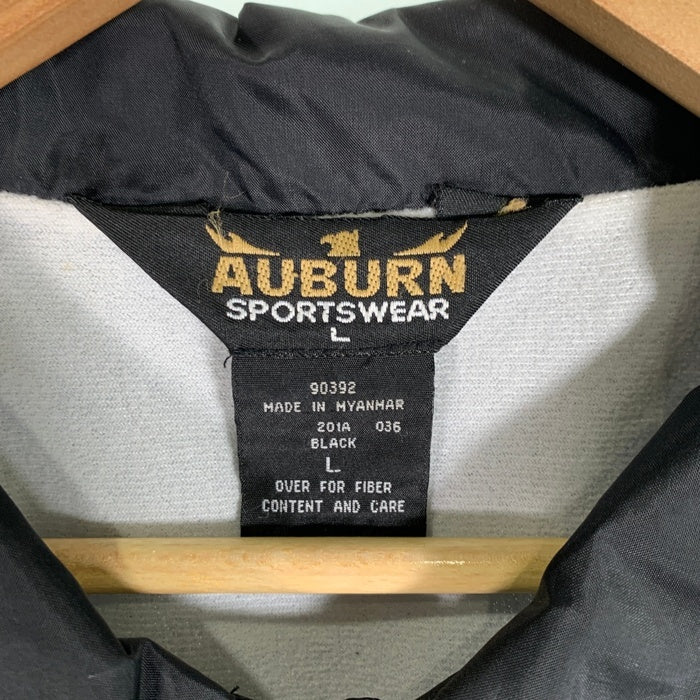 AUBURN
SPORTSWEAR
L
90392
MADE IN MYANMAR
201A 036
BLACK
L
OVER FOR FIBER
CONTENT AND CARE